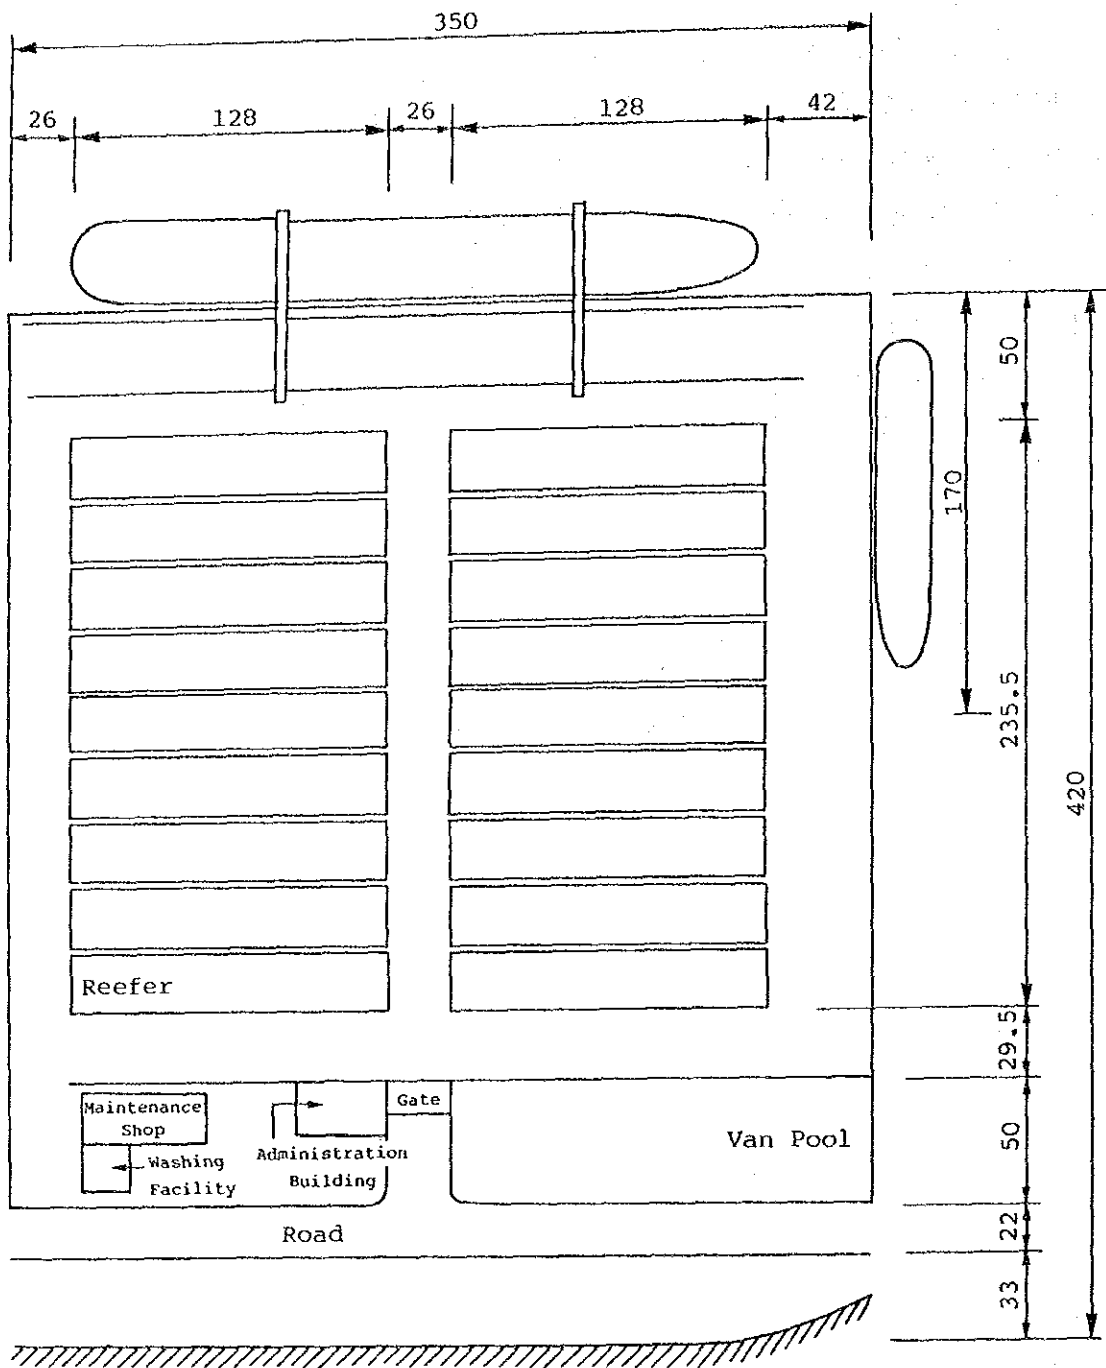 350
26
128
26
128
42
50
170
235.5
420
Reefer
29.5
Maintenance
Shop
Gate
Washing
Facility
Administration
Building
Van Pool
50
Road
22
33